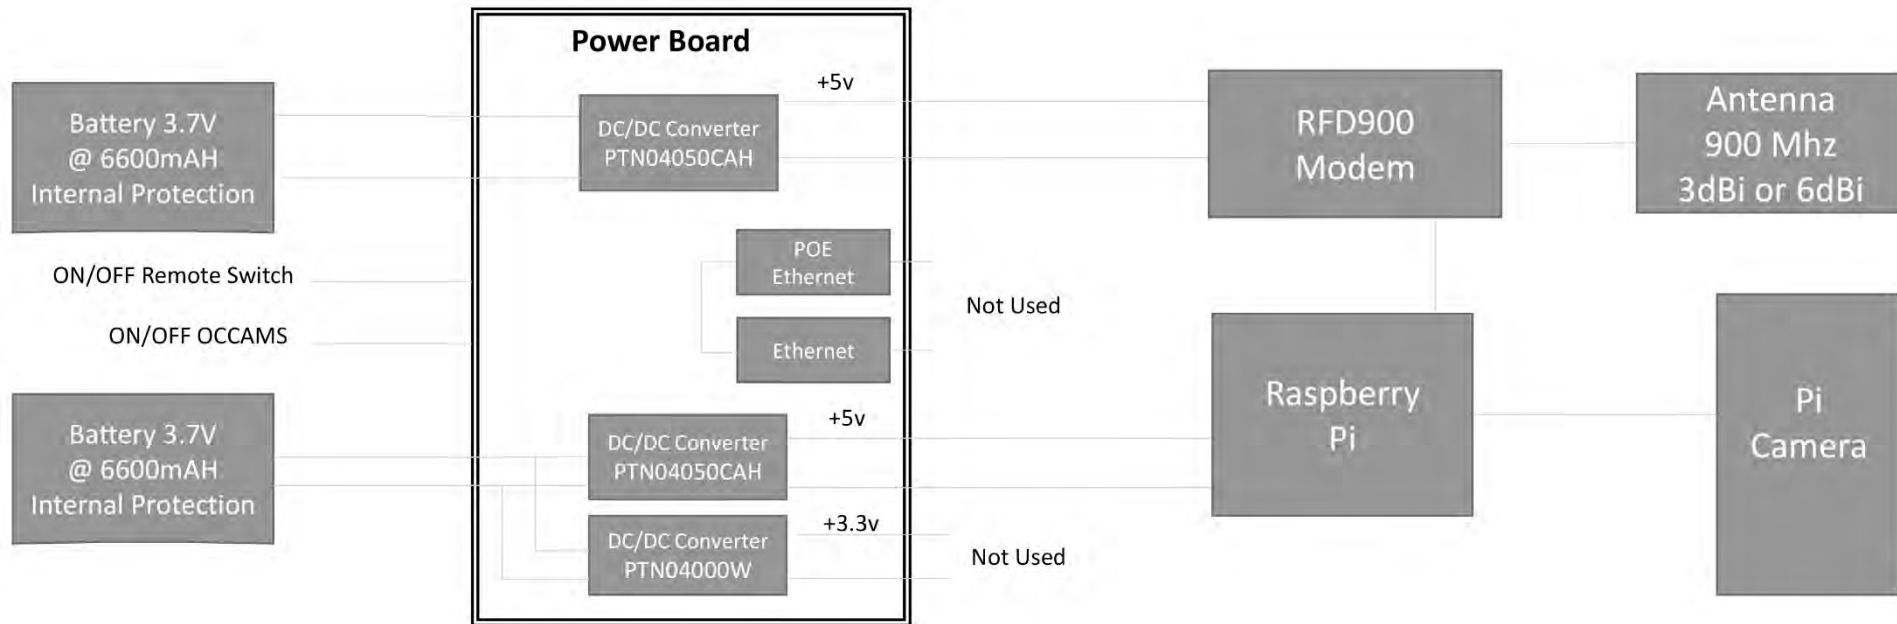 Power Board
Battery 3.7V
@ 6600mAH
Internal Protection
DC/DC Converter
PTN04050CAH
+5v
RFD900
Modem
Antenna
900 Mhz
3dBi or 6dBi
ON/OFF Remote Switch
ON/OFF OCCAMS
POE
Ethernet
Ethernet
Not Used
Battery 3.7V
@ 6600mAH
Internal Protection
DC/DC Converter
PTN04050CAH
+5v
DC/DC Converter
PTN04000W
+3.3v
Not Used
Raspberry
Pi
Pi
Camera